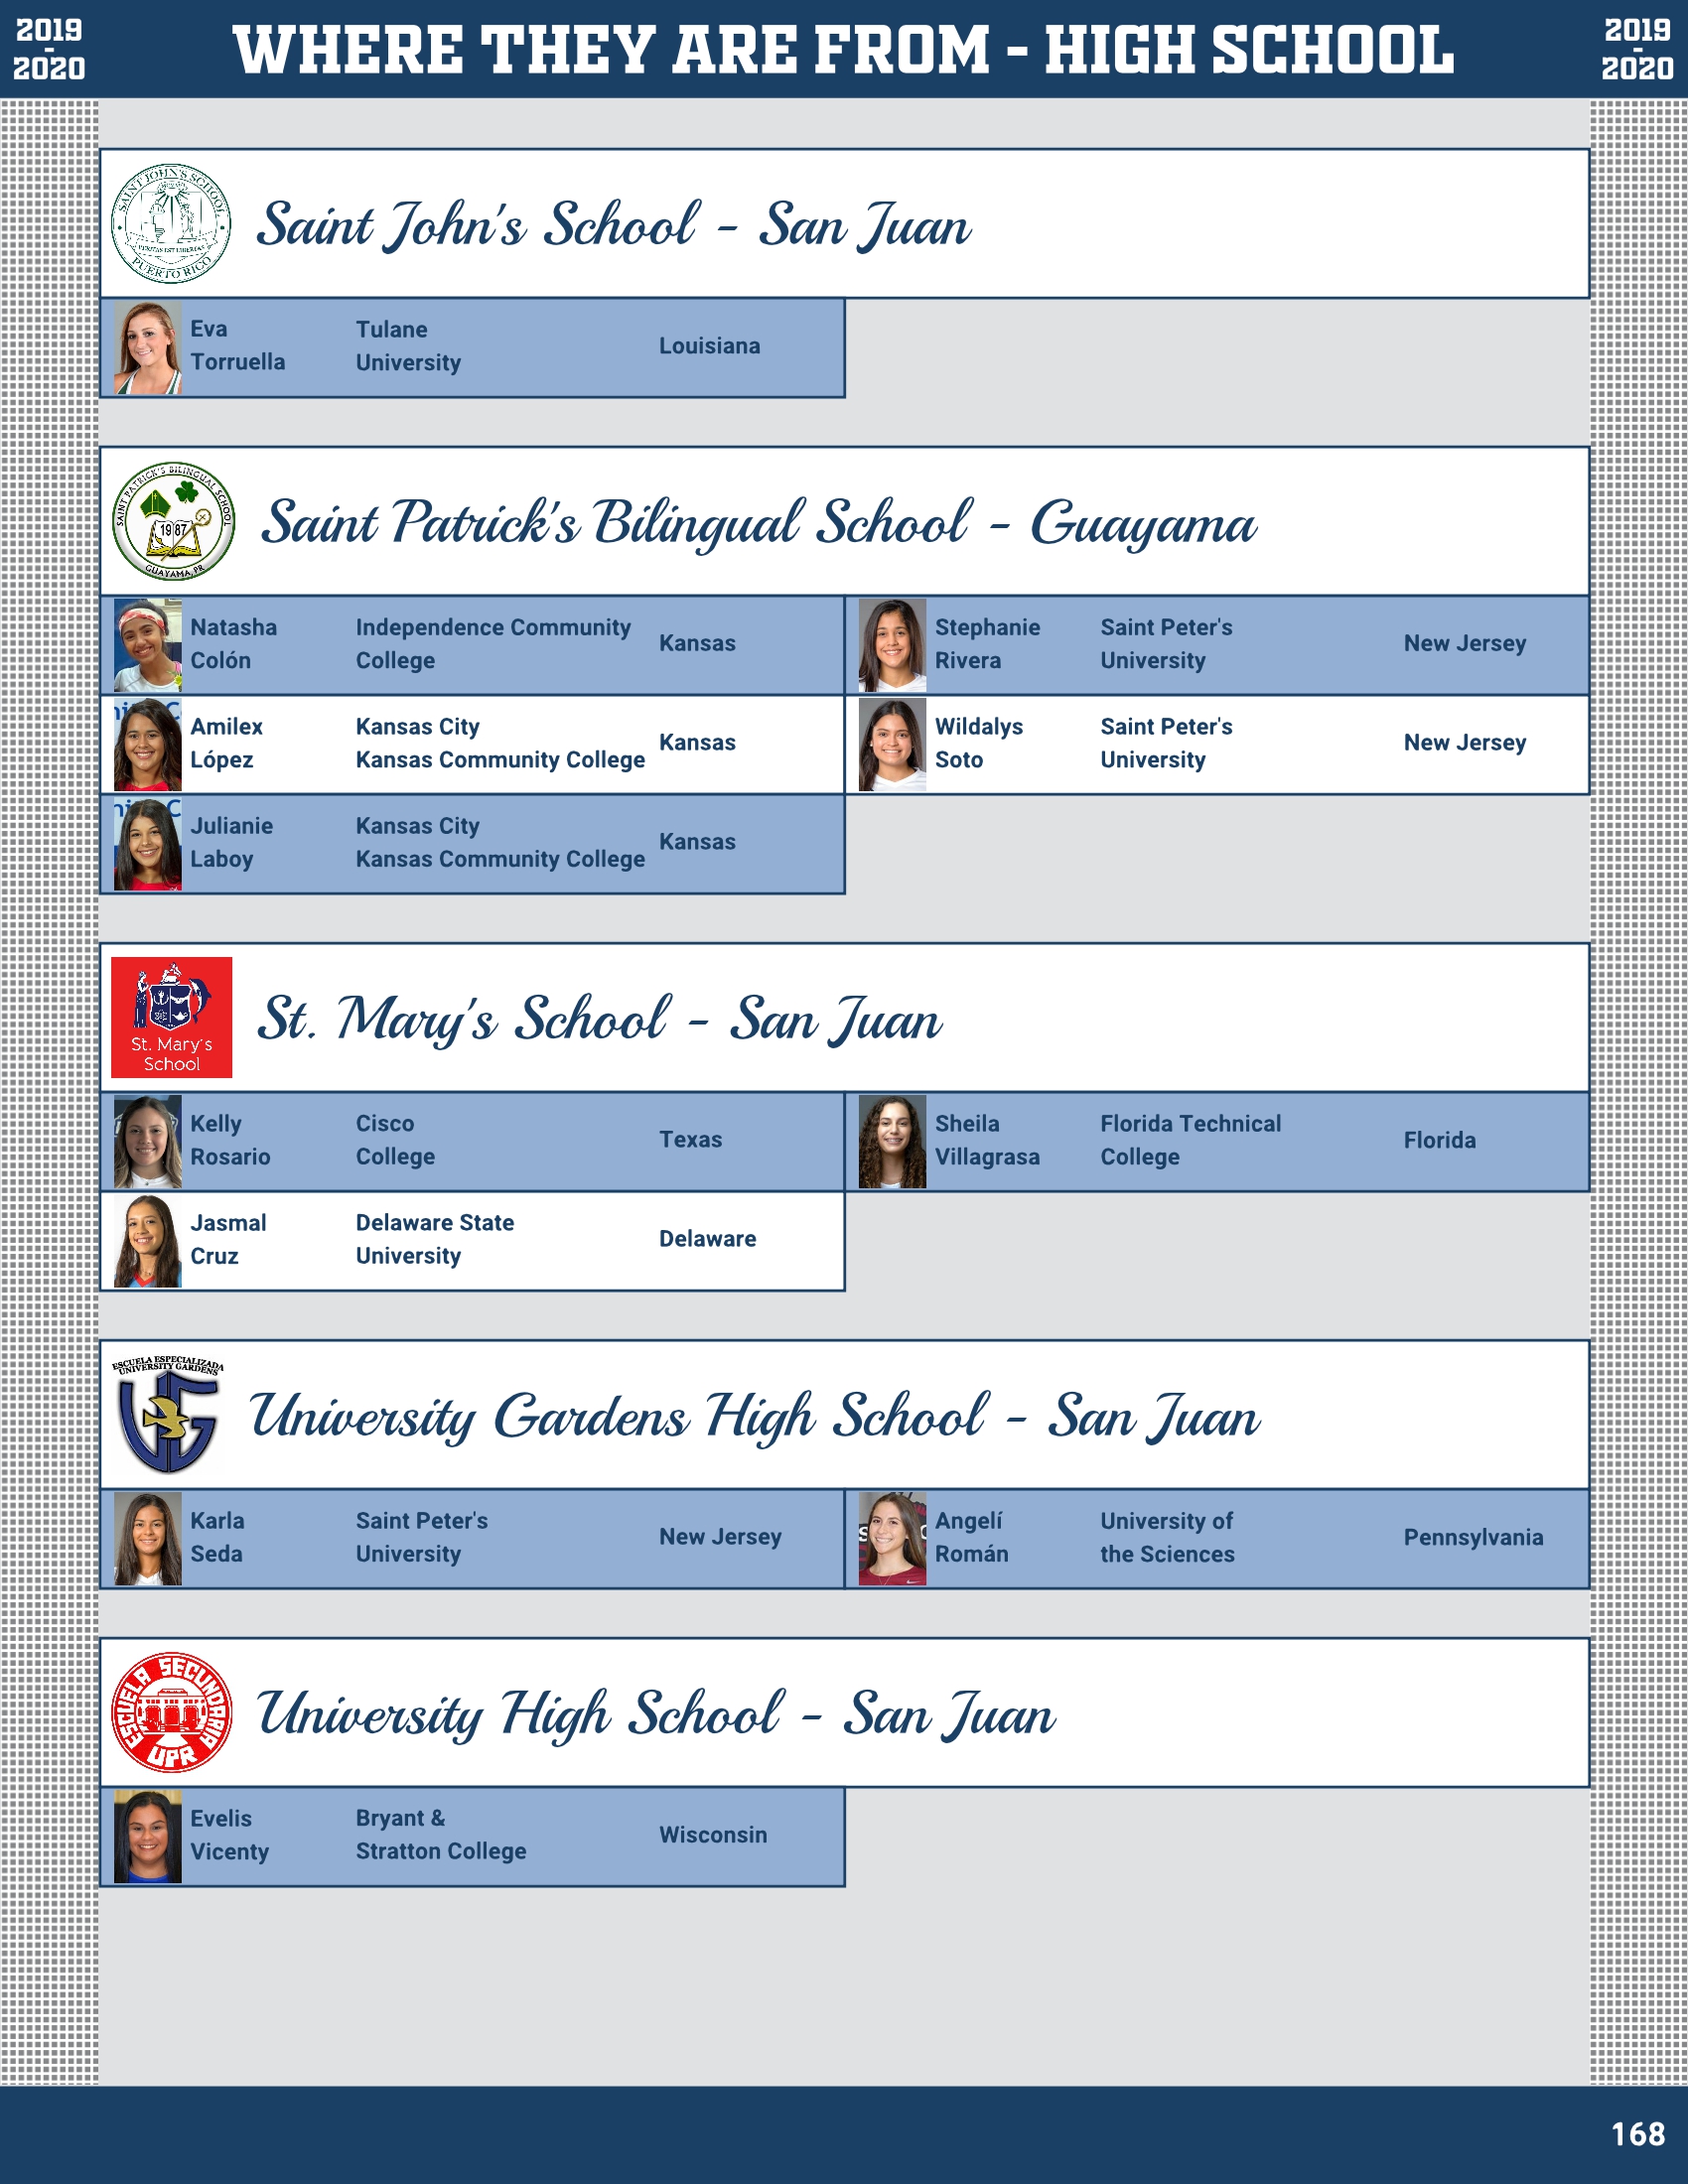 2019
-
2020
WHERE THEY ARE FROM - HIGH SCHOOL
2019
-
2020
SAINT JOHN'S SCHOOL
VERITAS EST LIBERTAS
PUERTO RICO
Saint John's School - San Juan
Eva
Torruella
Tulane
University
Louisiana
SAINT PATRICK'S BILINGUAL SCHOOL
1987
GUAYAMA, PR
Saint Patrick's Bilingual School - Guayama
Natasha
Colón
Independence Community
College
Kansas
Stephanie
Rivera
Saint Peter's
University
New Jersey
Amilex
López
Kansas City
Kansas Community College
Kansas
Wildalys
Soto
Saint Peter's
University
New Jersey
Julianie
Laboy
Kansas City
Kansas Community College
Kansas
St. Mary's
School
St. Mary's School - San Juan
Kelly
Rosario
Cisco
College
Texas
Sheila
Villagrasa
Florida Technical
College
Florida
Jasmal
Cruz
Delaware State
University
Delaware
ESCUELA ESPECIALIZADA
UNIVERSITY GARDENS
UG
University Gardens High School - San Juan
Karla
Seda
Saint Peter's
University
New Jersey
Angelí
Román
University of
the Sciences
Pennsylvania
ESCUELA SECUNDARIA
UPR
University High School - San Juan
Evelis
Vicenty
Bryant &
Stratton College
Wisconsin
168